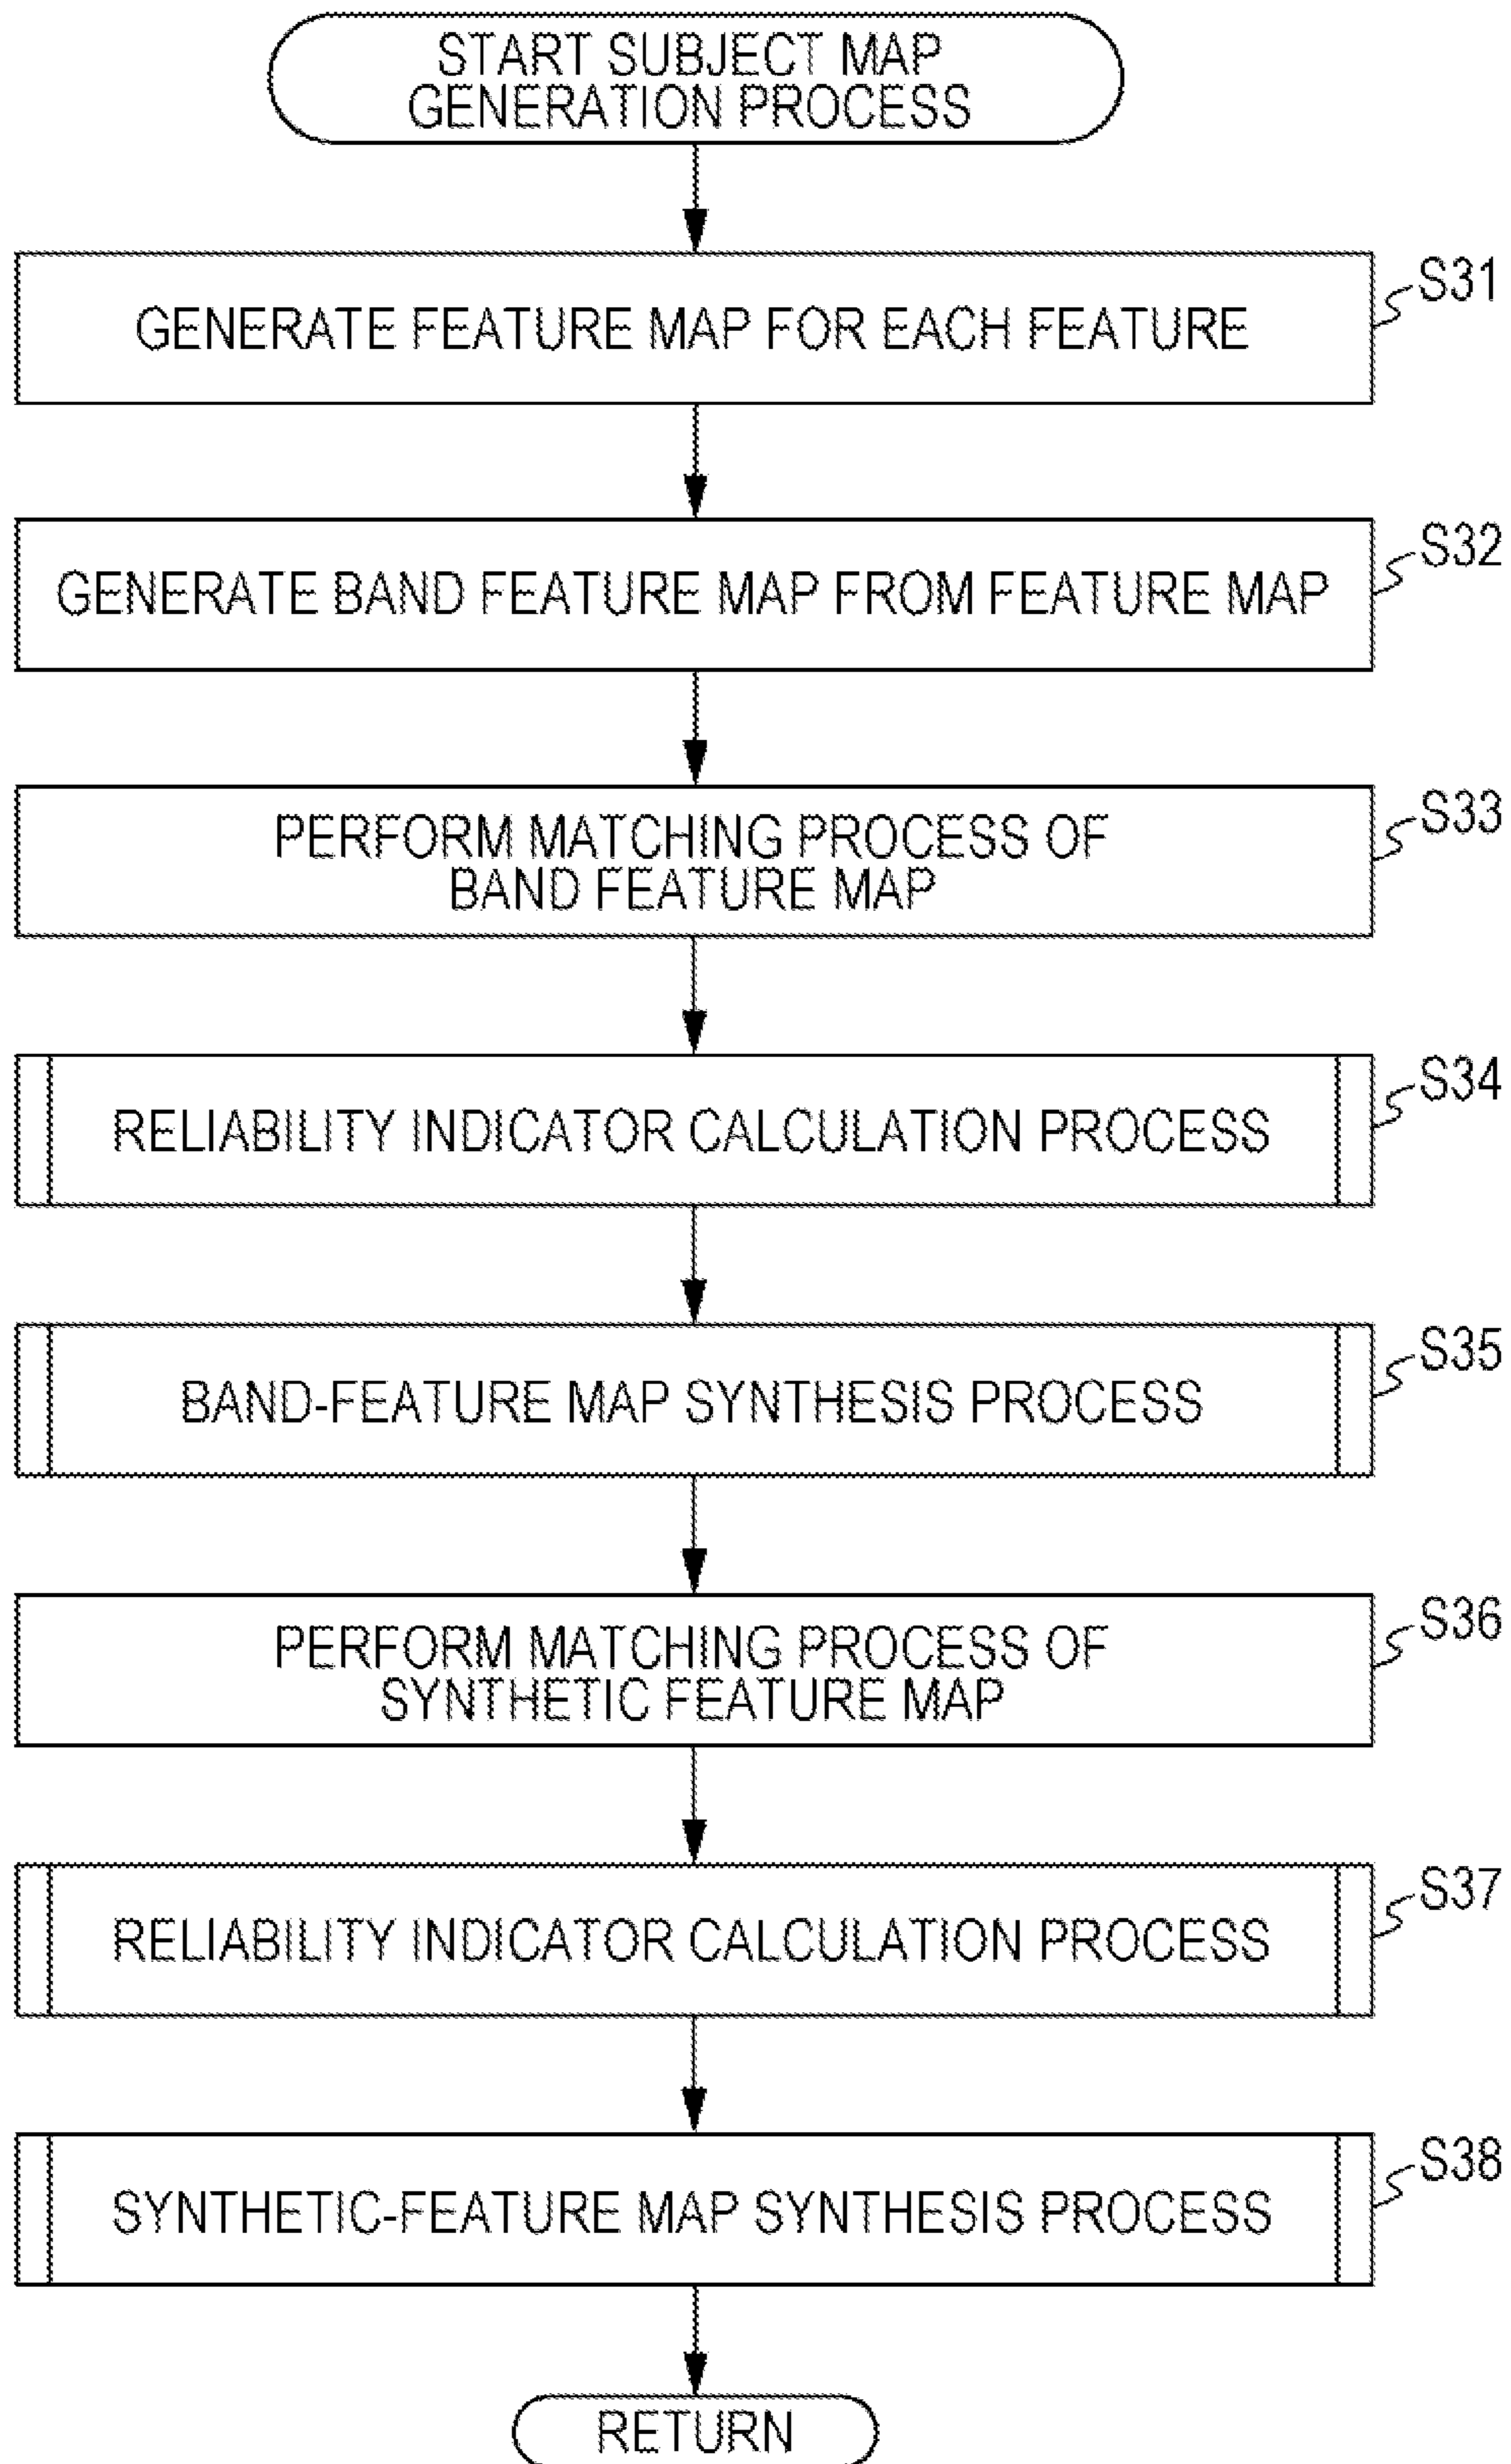 START SUBJECT MAP
GENERATION PROCESS
S31
GENERATE FEATURE MAP FOR EACH FEATURE
S32
GENERATE BAND FEATURE MAP FROM FEATURE MAP
S33
PERFORM MATCHING PROCESS OF
BAND FEATURE MAP
S34
RELIABILITY INDICATOR CALCULATION PROCESS
S35
BAND-FEATURE MAP SYNTHESIS PROCESS
S36
PERFORM MATCHING PROCESS OF
SYNTHETIC FEATURE MAP
S37
RELIABILITY INDICATOR CALCULATION PROCESS
S38
SYNTHETIC-FEATURE MAP SYNTHESIS PROCESS
RETURN